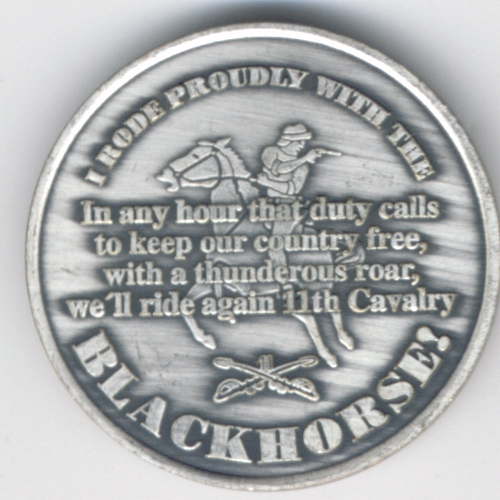 I RODE PROUDLY WITH THE
In any hour that duty calls
to keep our country free,
with a thunderous roar,
we'll ride again 11th Cavalry
11
BLACKHORSE!